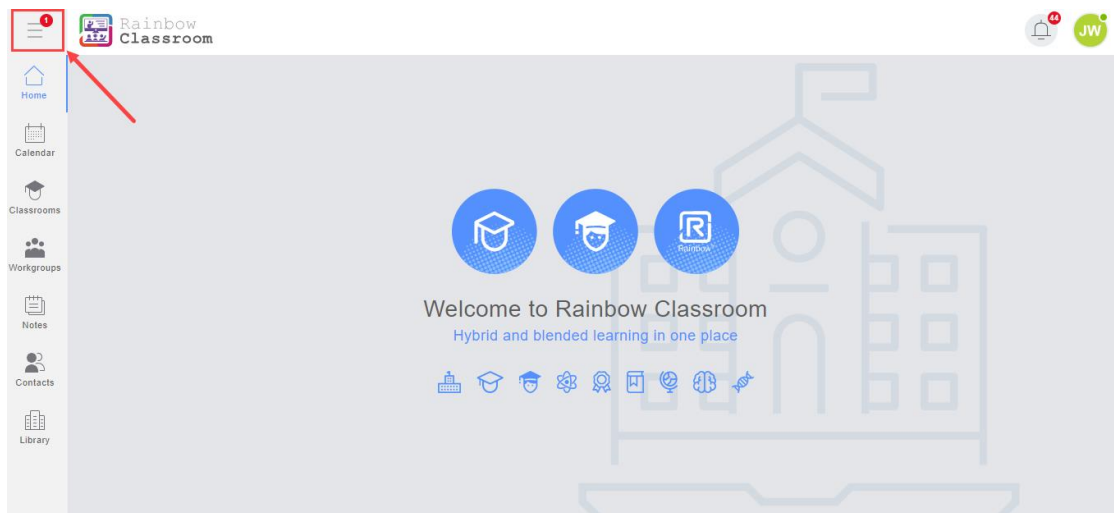 1
Rainbow
Classroom
44
JW
Home
Calendar
Classrooms
Workgroups
Notes
Contacts
Library
R
Rainbow
Welcome to Rainbow Classroom
Hybrid and blended learning in one place